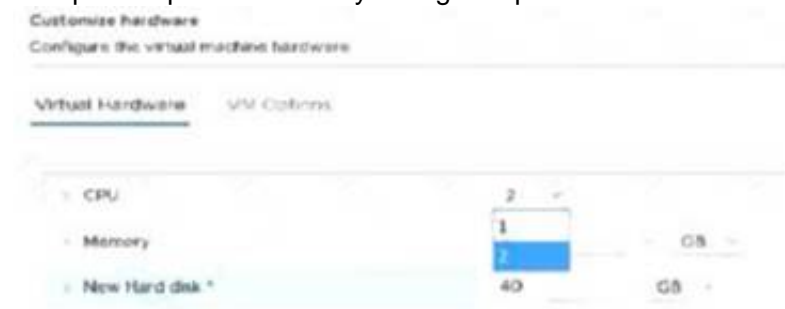 Customize hardware
Configure the virtual machine hardware
Virtual Hardware VM Options
CPU 2
1
2
Memory GB
New Hard disk * 40 GB